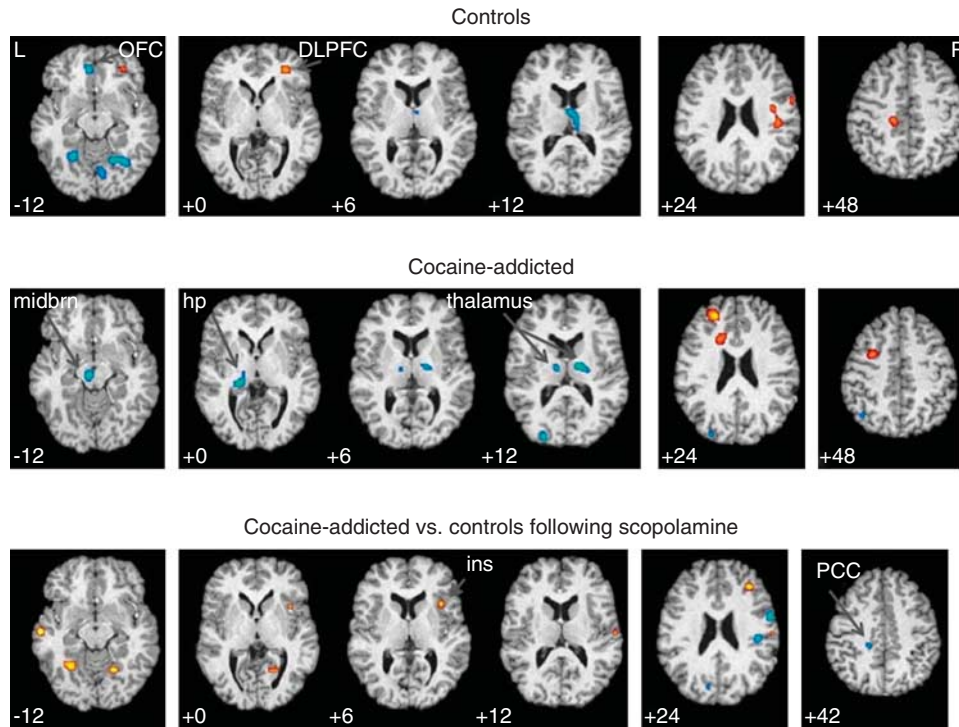 Controls
L OFC DLPFC R
-12 +0 +6 +12 +24 +48
Cocaine-addicted
midbrn hp thalamus
-12 +0 +6 +12 +24 +48
Cocaine-addicted vs. controls following scopolamine
ins PCC
-12 +0 +6 +12 +24 +42